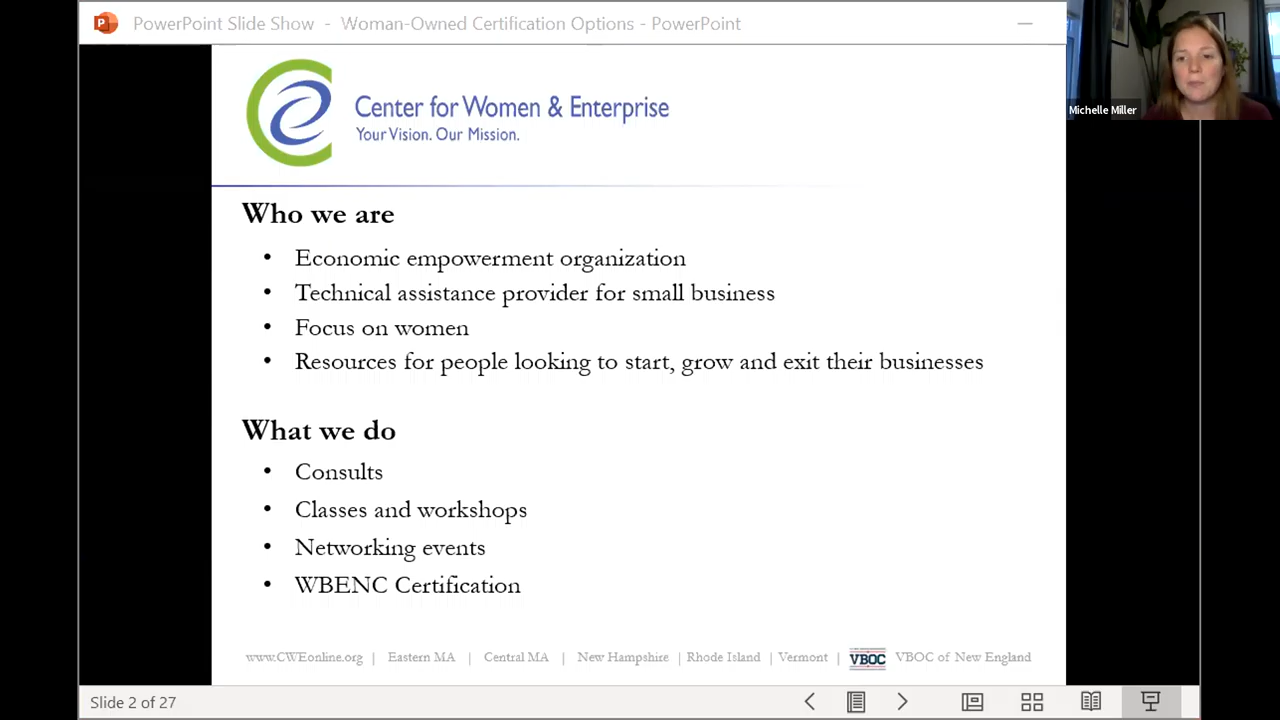 PowerPoint Slide Show - Woman-Owned Certification Options - PowerPoint
Michelle Miller
Center for Women & Enterprise
Your Vision. Our Mission.
Who we are
• Economic empowerment organization
• Technical assistance provider for small business
• Focus on women
• Resources for people looking to start, grow and exit their businesses
What we do
• Consults
• Classes and workshops
• Networking events
• WBENC Certification
www.CWEonline.org | Eastern MA | Central MA | New Hampshire | Rhode Island | Vermont | VBOC VBOC of New England
Slide 2 of 27